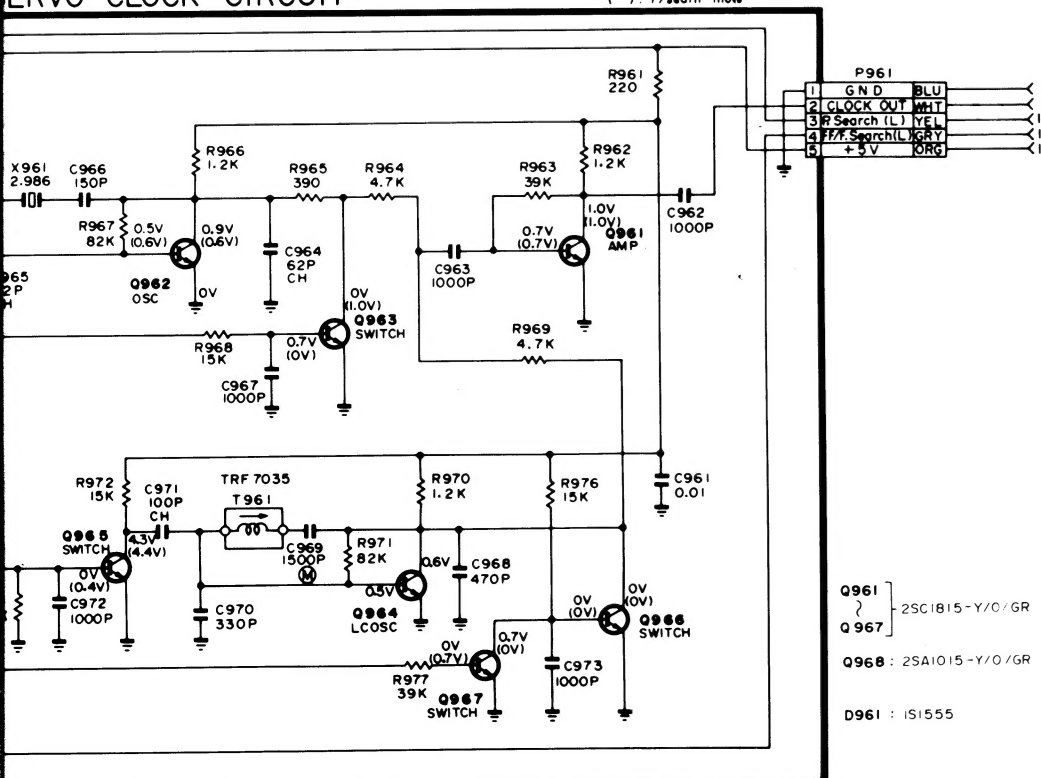 SERVO CLOCK CIRCUIT
P961
1 GND BLU
2 CLOCK OUT WHT
3 R Search (L) YEL
4 FF/F.Search(L) GRY
5 +5V ORG
R961
220
R966
1.2K
X961
2.986
C966
150P
R965
390
R964
4.7K
R963
39K
R962
1.2K
C962
1000P
R967
82K
0.5V
(0.6V)
0.9V
(0.6V)
Q962
OSC
0V
C964
62P
CH
C963
1000P
0.7V
(0.7V)
1.0V
(1.0V)
Q961
AMP
965
2P
H
0V
(1.0V)
Q963
SWITCH
R968
15K
0.7V
(0V)
C967
1000P
R969
4.7K
R972
15K
C971
100P
CH
TRF 7035
T961
R970
1.2K
R976
15K
C961
0.01
Q965
SWITCH
4.3V
(4.4V)
0V
(0.4V)
C969
1500P
M
R971
82K
0.6V
C968
470P
0.5V
Q964
LCOSC
C972
1000P
C970
330P
0V
(0V)
0V
(0V)
Q966
SWITCH
0V
(0.7V)
0.7V
(0V)
R977
39K
Q967
SWITCH
C973
1000P
Q961
~
Q967
2SC1815-Y/O/GR
Q968 : 2SA1015-Y/O/GR
D961 : 1S1555